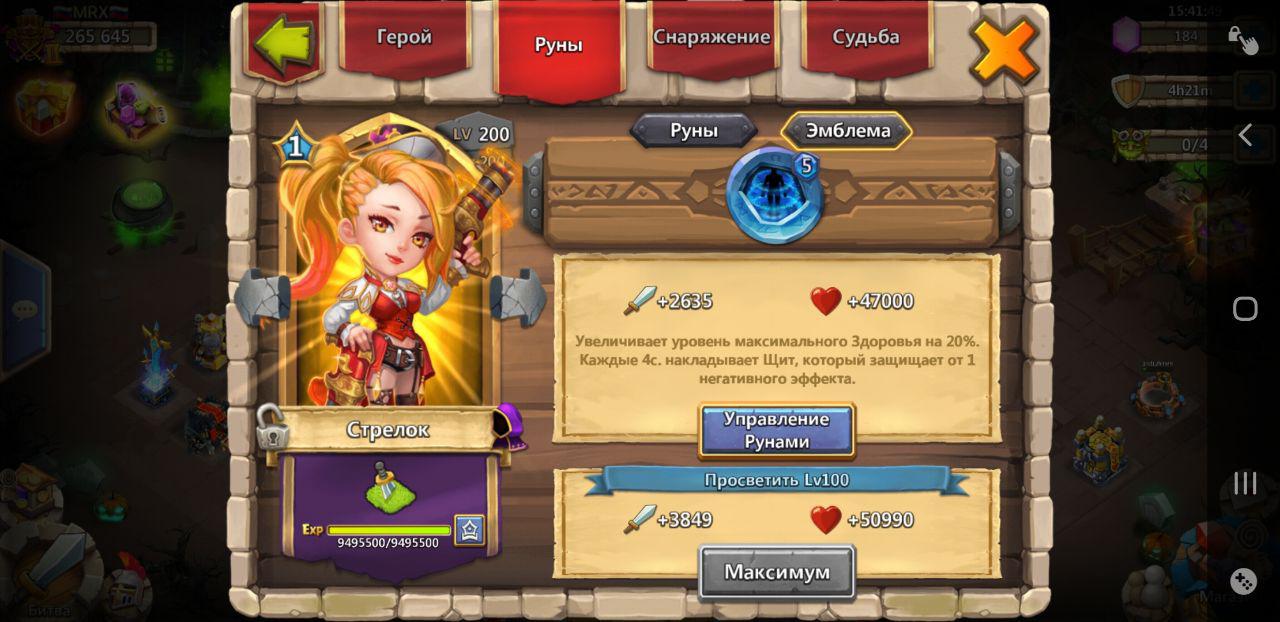 MRX
265 645
Герой
Руны
Снаряжение
Судьба
15:41:49
184
4h21m
0/4
1
LV 200
Руны
Эмблема
5
+2635
+47000
Увеличивает уровень максимального Здоровья на 20%.
Каждые 4с. накладывает Щит, который защищает от 1
негативного эффекта.
Управление
Рунами
Стрелок
Просветить Lv100
+3849
+50990
Exp
9495500/9495500
Максимум
Битва